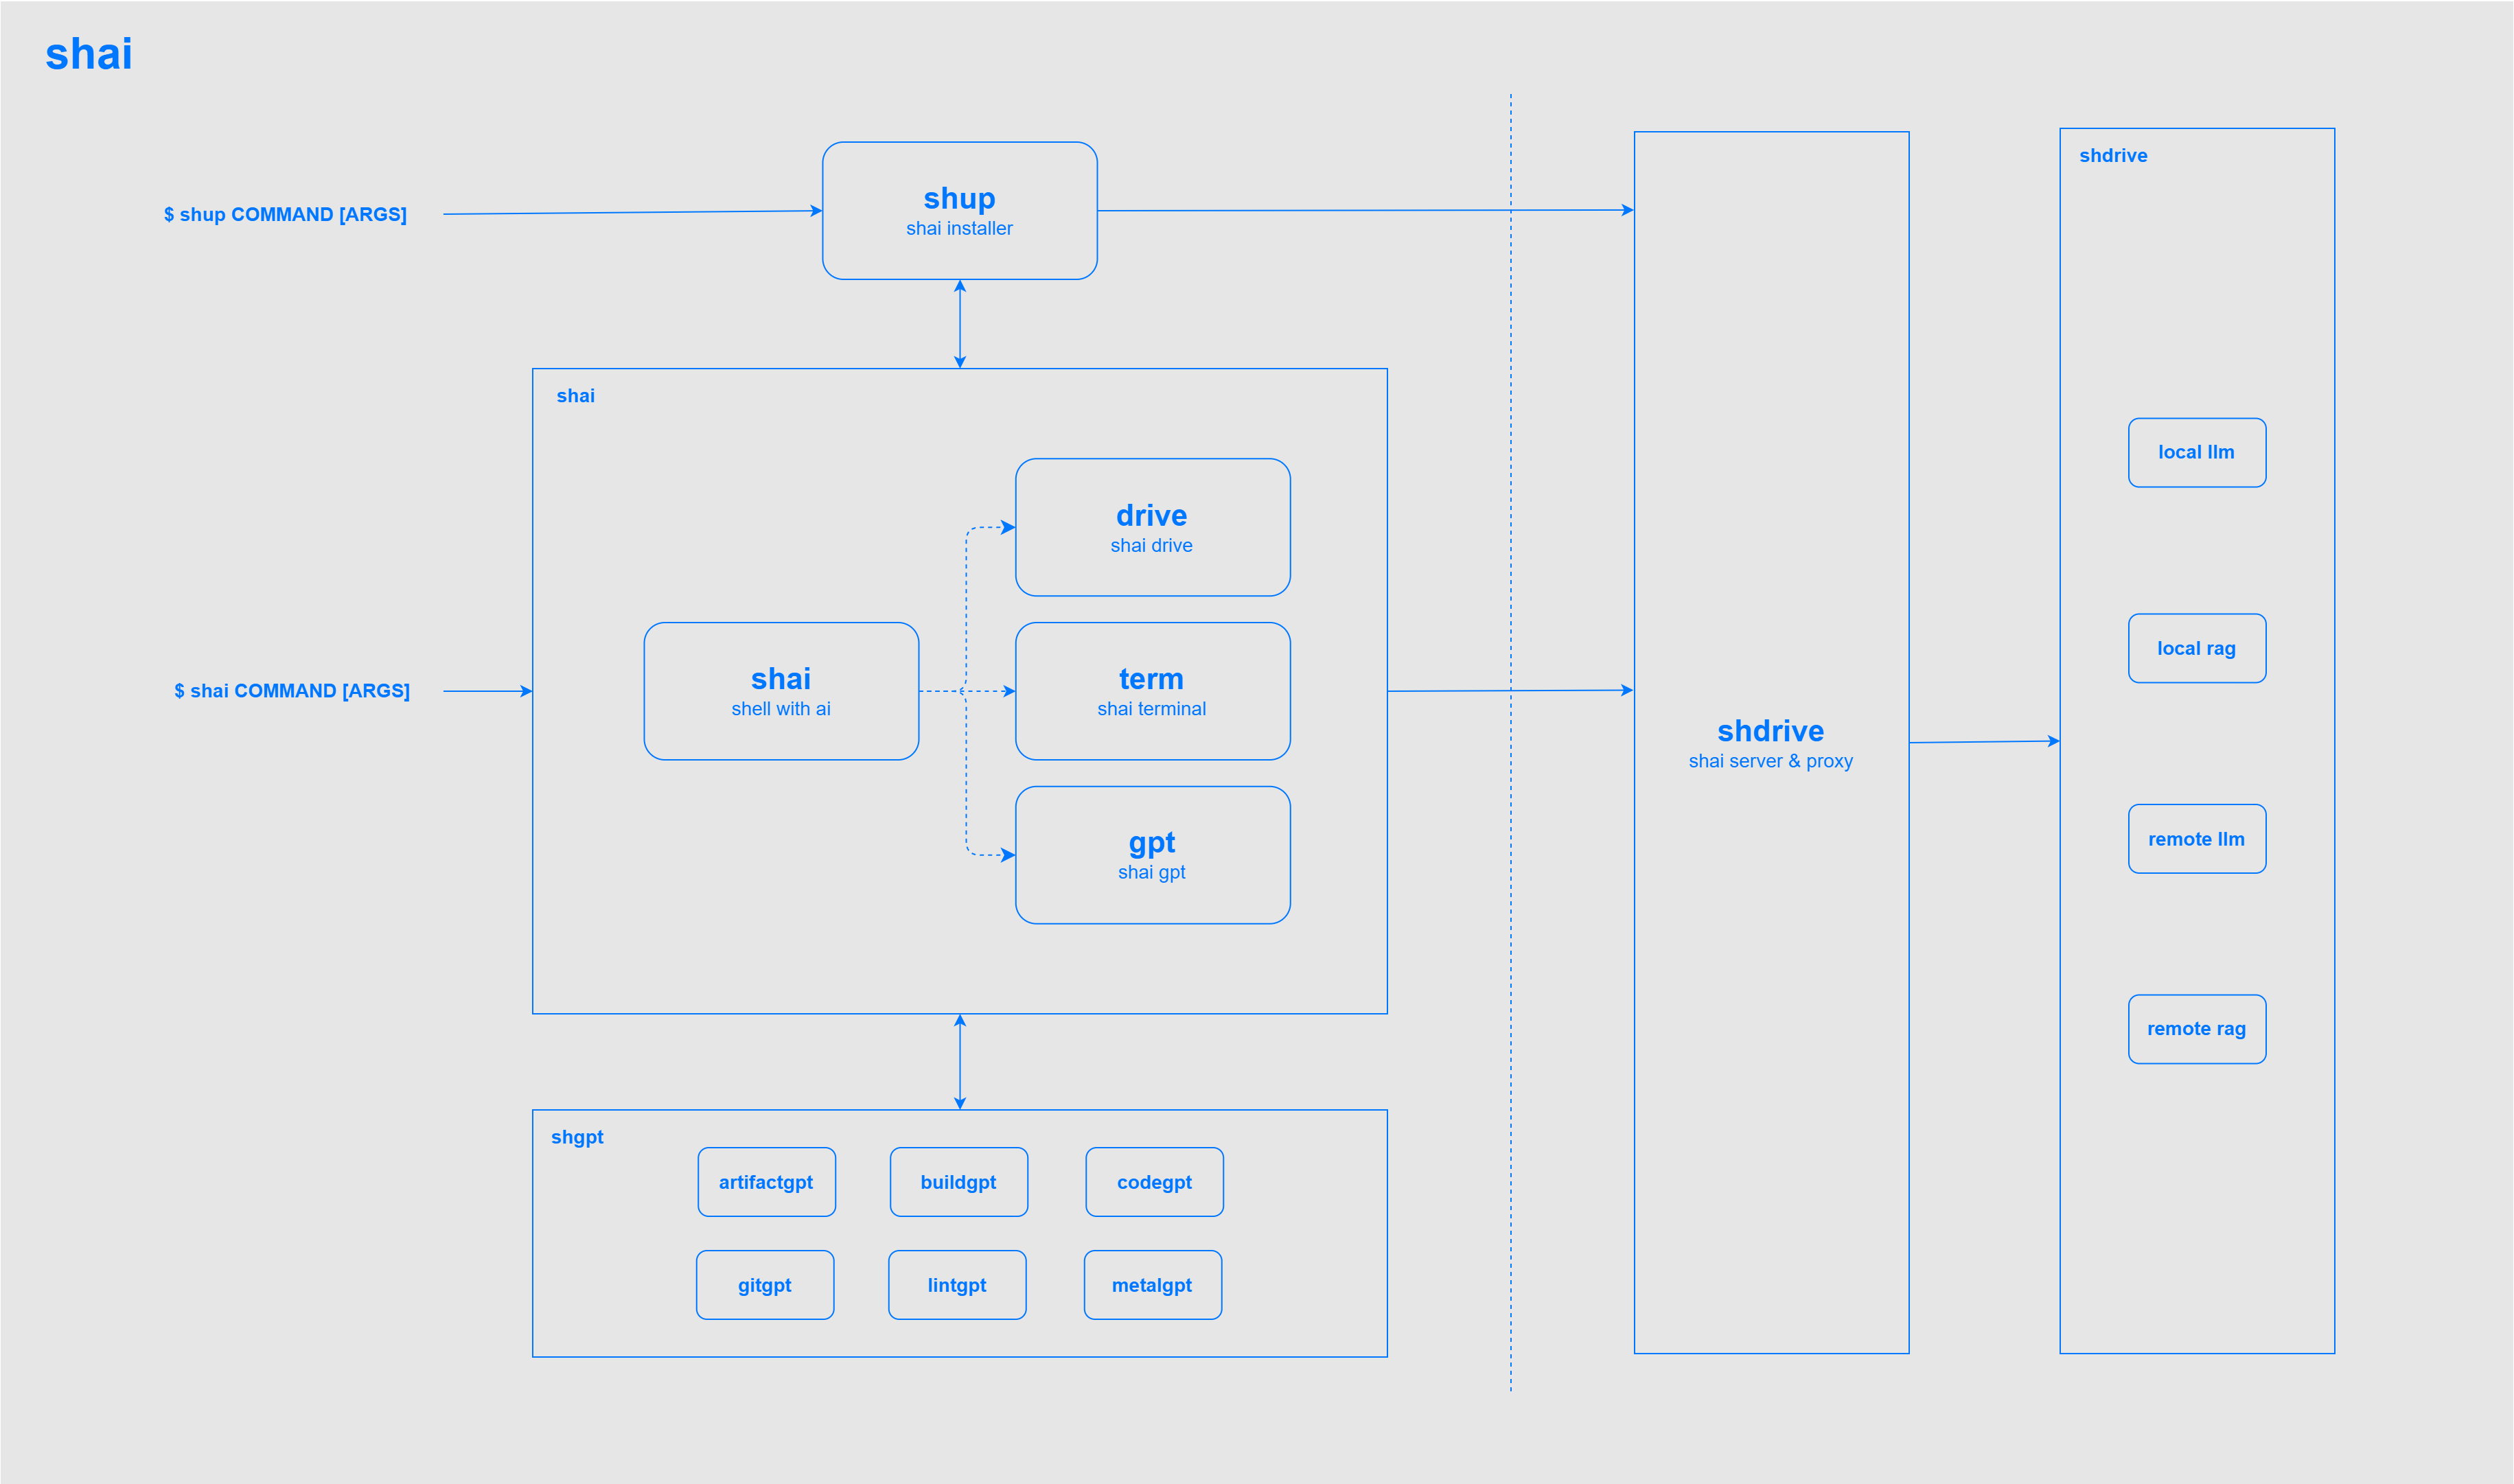 shai
$ shup COMMAND [ARGS]
shup
shai installer
shai
drive
shai drive
$ shai COMMAND [ARGS]
shai
shell with ai
term
shai terminal
gpt
shai gpt
shgpt
artifactgpt
buildgpt
codegpt
gitgpt
lintgpt
metalgpt
shdrive
shai server & proxy
shdrive
local llm
local rag
remote llm
remote rag